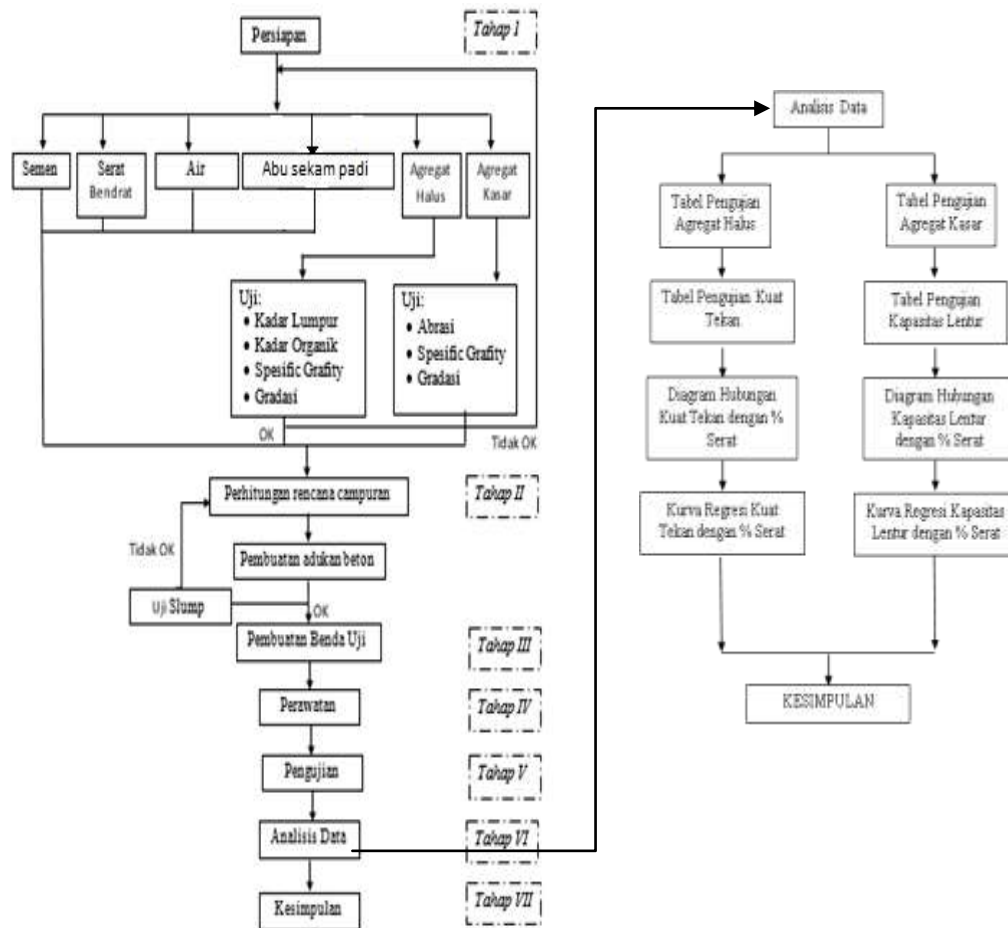 Persiapan
Tahap I
Semen
Serat
Bendrat
Air
Abu sekam padi
Agregat
Halus
Agregat
Kasar
Uji:
• Kadar Lumpur
• Kadar Organik
• Spesific Grafity
• Gradasi
Uji:
• Abrasi
• Spesific Grafity
• Gradasi
OK
Tidak OK
Perhitungan rencana campuran
Tahap II
Tidak OK
Pembuatan adukan beton
Uji Slump
OK
Pembuatan Benda Uji
Tahap III
Perawatan
Tahap IV
Pengujian
Tahap V
Analisis Data
Tahap VI
Kesimpulan
Tahap VII
Analisis Data
Tabel Pengujian
Agregat Halus
Tabel Pengujian
Agregat Kasar
Tabel Pengujian Kuat
Tekan
Tabel Pengujian
Kapasitas Lentur
Diagram Hubungan
Kuat Tekan dengan %
Serat
Diagram Hubungan
Kapasitas Lentur
dengan % Serat
Kurva Regresi Kuat
Tekan dengan % Serat
Kurva Regresi Kapasitas
Lentur dengan % Serat
KESIMPULAN